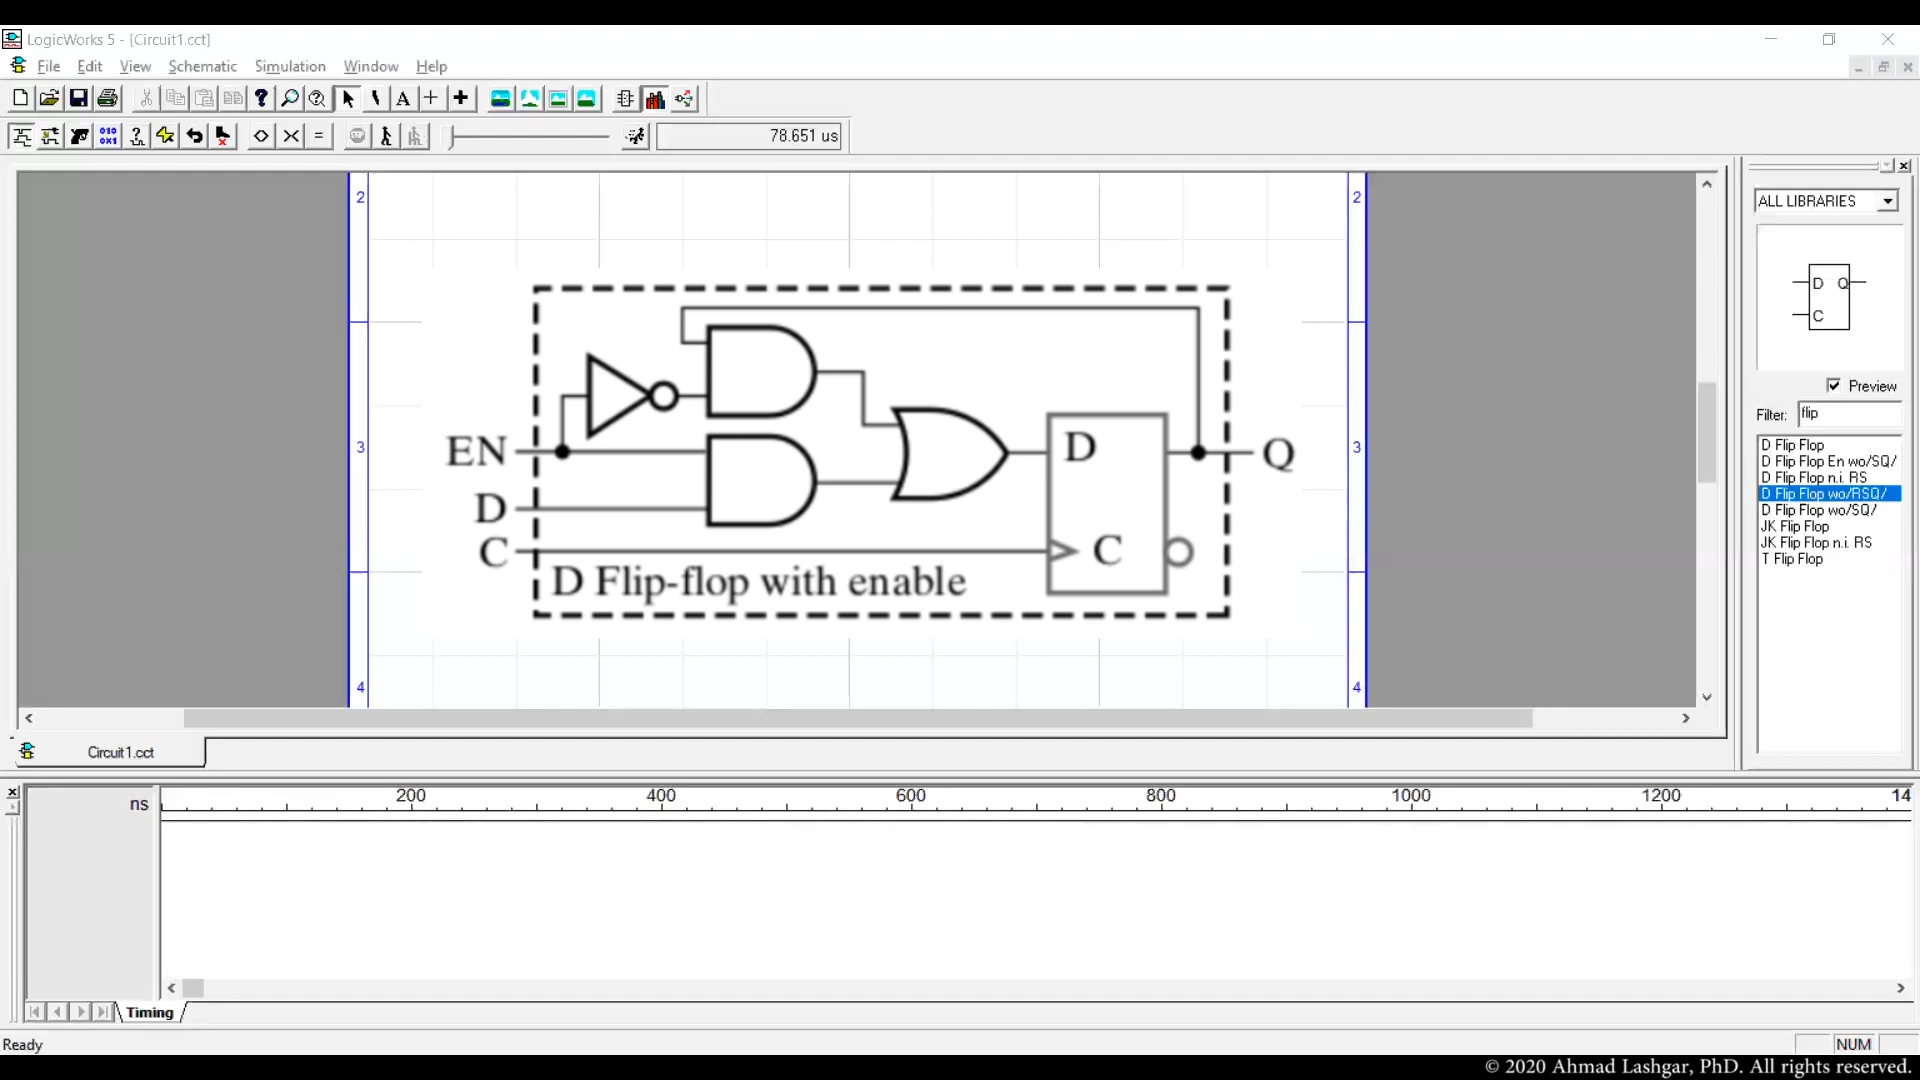 LogicWorks 5 - [Circuit1.cct]
File Edit View Schematic Simulation Window Help
78.651 us
ALL LIBRARIES
D Q
C
Preview
Filter: flip
D Flip Flop
D Flip Flop En wo/SQ/
D Flip Flop n.i. RS
D Flip Flop wo/RSQ/
D Flip Flop wo/SQ/
JK Flip Flop
JK Flip Flop n.i. RS
T Flip Flop
2 2
3 3
4 4
EN
D
C
D
C
Q
D Flip-flop with enable
Circuit1.cct
ns 200 400 600 800 1000 1200 14
Timing
Ready
NUM
© 2020 Ahmad Lashgar, PhD. All rights reserved.